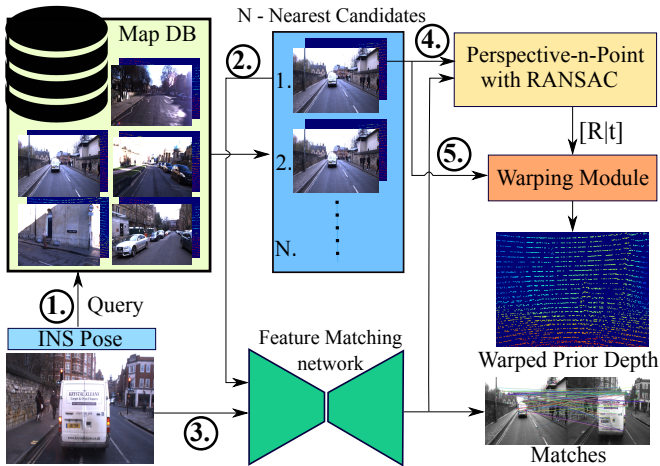 Map DB
N - Nearest Candidates
2.
1.
2.
N.
4.
Perspective-n-Point
with RANSAC
[R|t]
5.
Warping Module
1.
Query
INS Pose
Feature Matching
network
3.
Warped Prior Depth
Matches